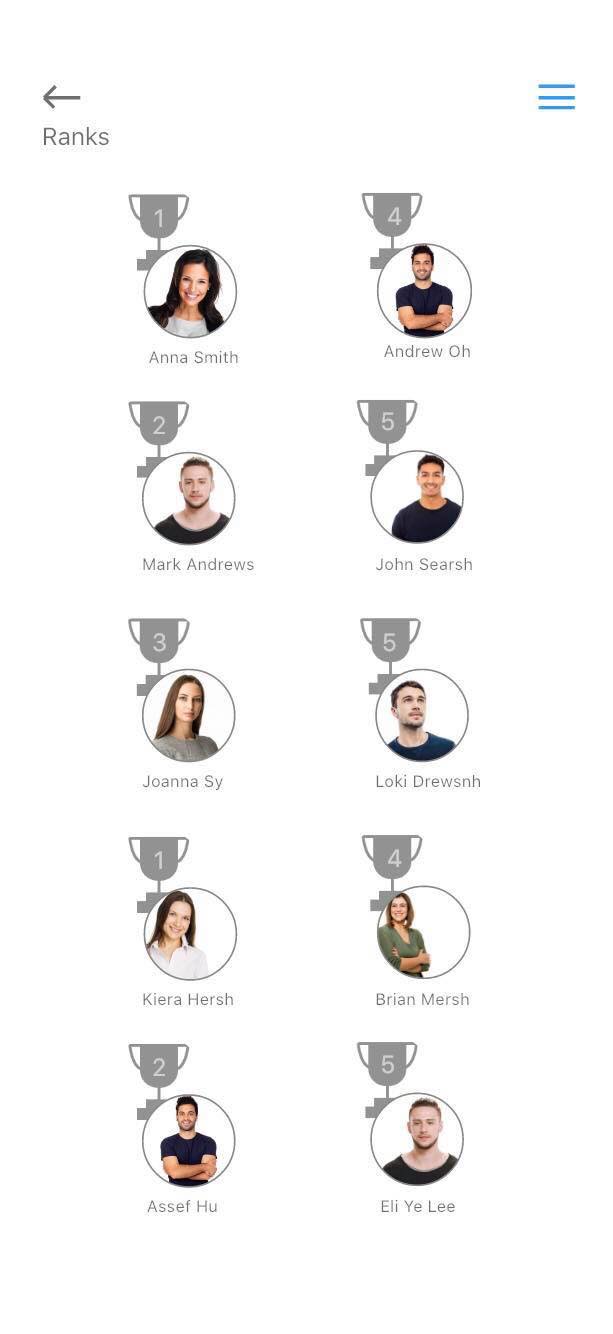 Ranks
1
4
Anna Smith
Andrew Oh
2
5
Mark Andrews
John Searsh
3
5
Joanna Sy
Loki Drewsnh
1
4
Kiera Hersh
Brian Mersh
2
5
Assef Hu
Eli Ye Lee